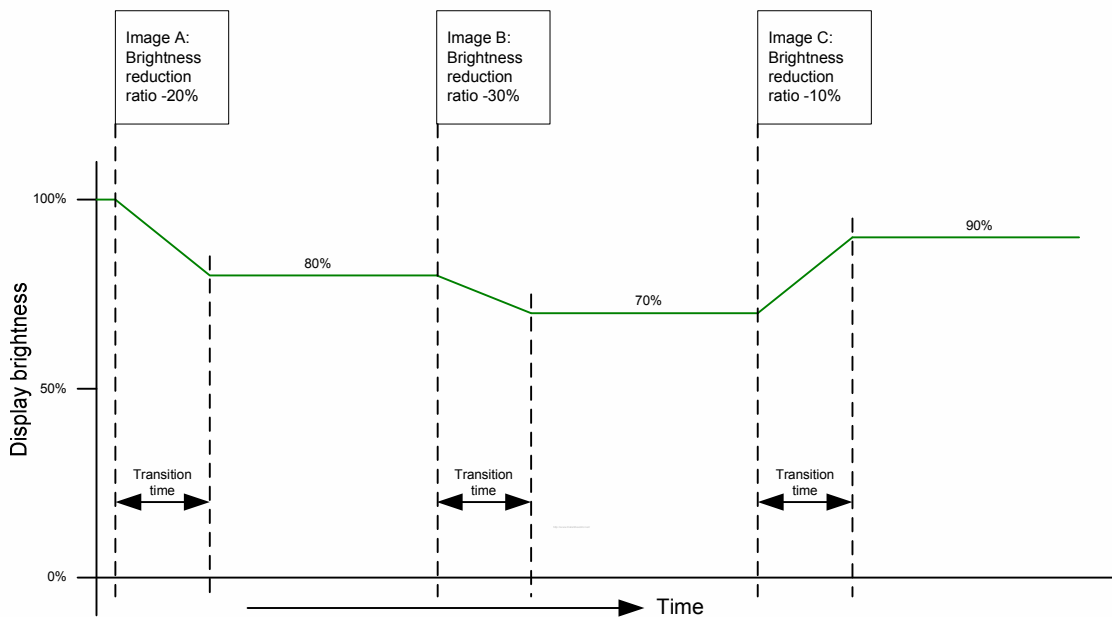 Image A:
Brightness
reduction
ratio -20%
Image B:
Brightness
reduction
ratio -30%
Image C:
Brightness
reduction
ratio -10%
100%
80%
70%
90%
Display brightness
50%
Transition
time
Transition
time
Transition
time
0%
Time